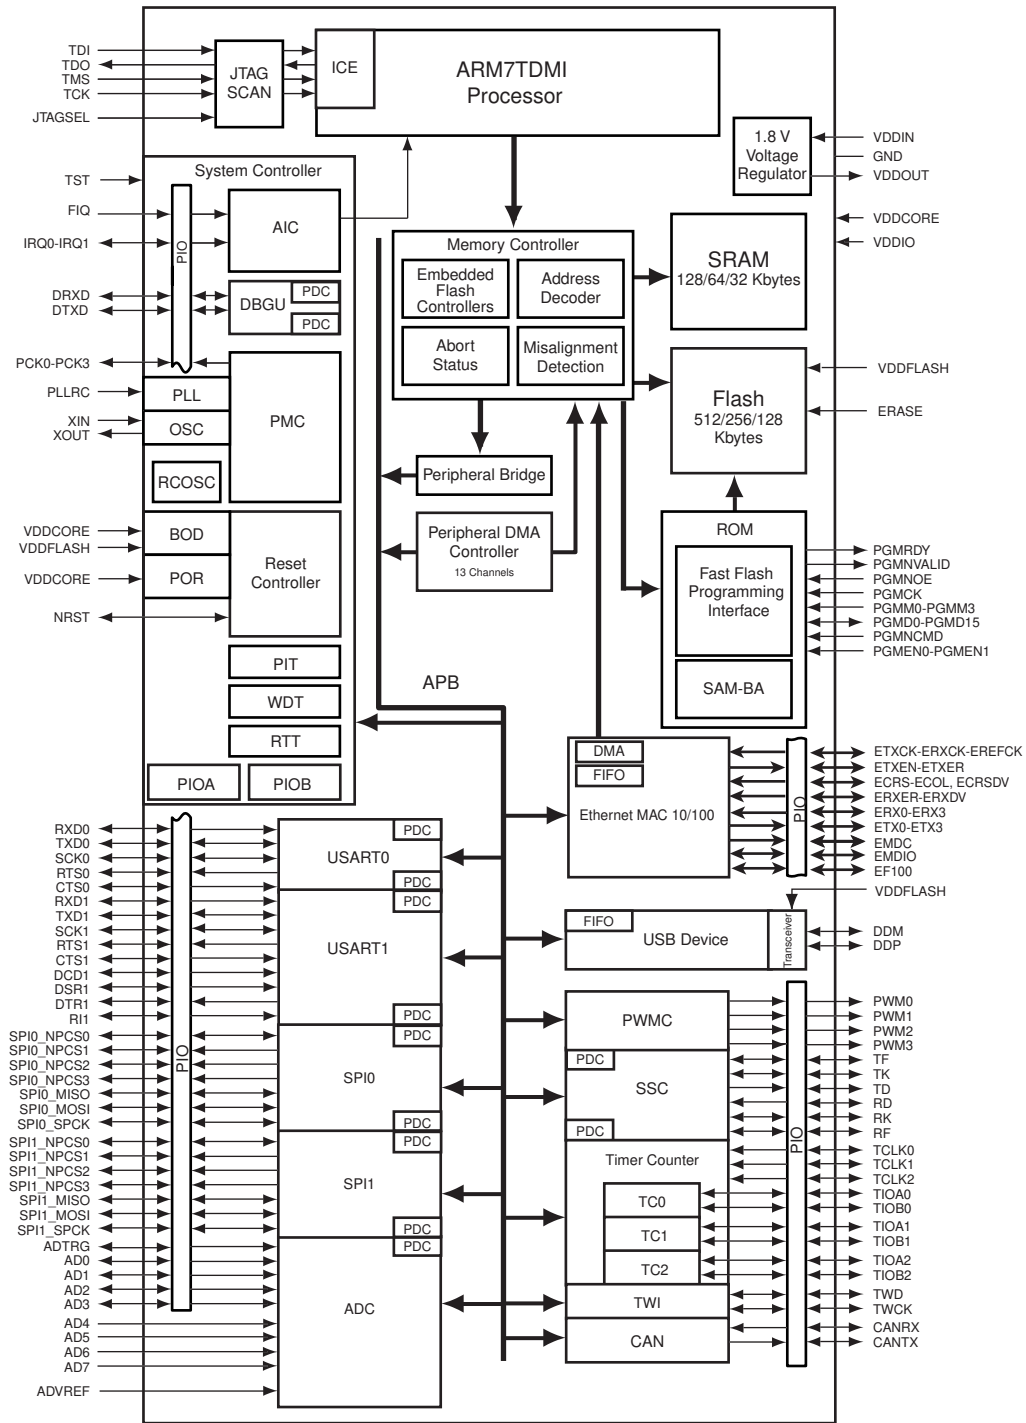 TDI
TDO
TMS
TCK
JTAGSEL
JTAG
SCAN
ICE
ARM7TDMI
Processor
1.8 V
Voltage
Regulator
VDDIN
GND
VDDOUT
VDDCORE
VDDIO
System Controller
TST
FIQ
IRQ0-IRQ1
PIO
AIC
DRXD
DTXD
DBGU
PDC
PDC
PCK0-PCK3
PLLRC
PLL
XIN
XOUT
OSC
RCOSC
PMC
VDDCORE
VDDFLASH
BOD
VDDCORE
POR
Reset
Controller
NRST
PIT
WDT
RTT
PIOA
PIOB
Memory Controller
Embedded
Flash
Controllers
Address
Decoder
Abort
Status
Misalignment
Detection
SRAM
128/64/32 Kbytes
Flash
512/256/128
Kbytes
VDDFLASH
ERASE
Peripheral Bridge
Peripheral DMA
Controller
13 Channels
ROM
Fast Flash
Programming
Interface
SAM-BA
PGMRDY
PGMNVALID
PGMNOE
PGMCK
PGMM0-PGMM3
PGMD0-PGMD15
PGMNCMD
PGMEN0-PGMEN1
APB
DMA
FIFO
Ethernet MAC 10/100
PIO
ETXCK-ERXCK-EREFCK
ETXEN-ETXER
ECRS-ECOL, ECRSDV
ERXER-ERXDV
ERX0-ERX3
ETX0-ETX3
EMDC
EMDIO
EF100
VDDFLASH
FIFO
USB Device
Transceiver
DDM
DDP
RXD0
TXD0
SCK0
RTS0
CTS0
RXD1
TXD1
SCK1
RTS1
CTS1
DCD1
DSR1
DTR1
RI1
SPI0_NPCS0
SPI0_NPCS1
SPI0_NPCS2
SPI0_NPCS3
SPI0_MISO
SPI0_MOSI
SPI0_SPCK
SPI1_NPCS0
SPI1_NPCS1
SPI1_NPCS2
SPI1_NPCS3
SPI1_MISO
SPI1_MOSI
SPI1_SPCK
ADTRG
AD0
AD1
AD2
AD3
AD4
AD5
AD6
AD7
ADVREF
PIO
PDC
USART0
PDC
PDC
USART1
PDC
PDC
SPI0
PDC
PDC
SPI1
PDC
PDC
ADC
PWMC
PDC
SSC
PDC
Timer Counter
TC0
TC1
TC2
TWI
CAN
PIO
PWM0
PWM1
PWM2
PWM3
TF
TK
TD
RD
RK
RF
TCLK0
TCLK1
TCLK2
TIOA0
TIOB0
TIOA1
TIOB1
TIOA2
TIOB2
TWD
TWCK
CANRX
CANTX